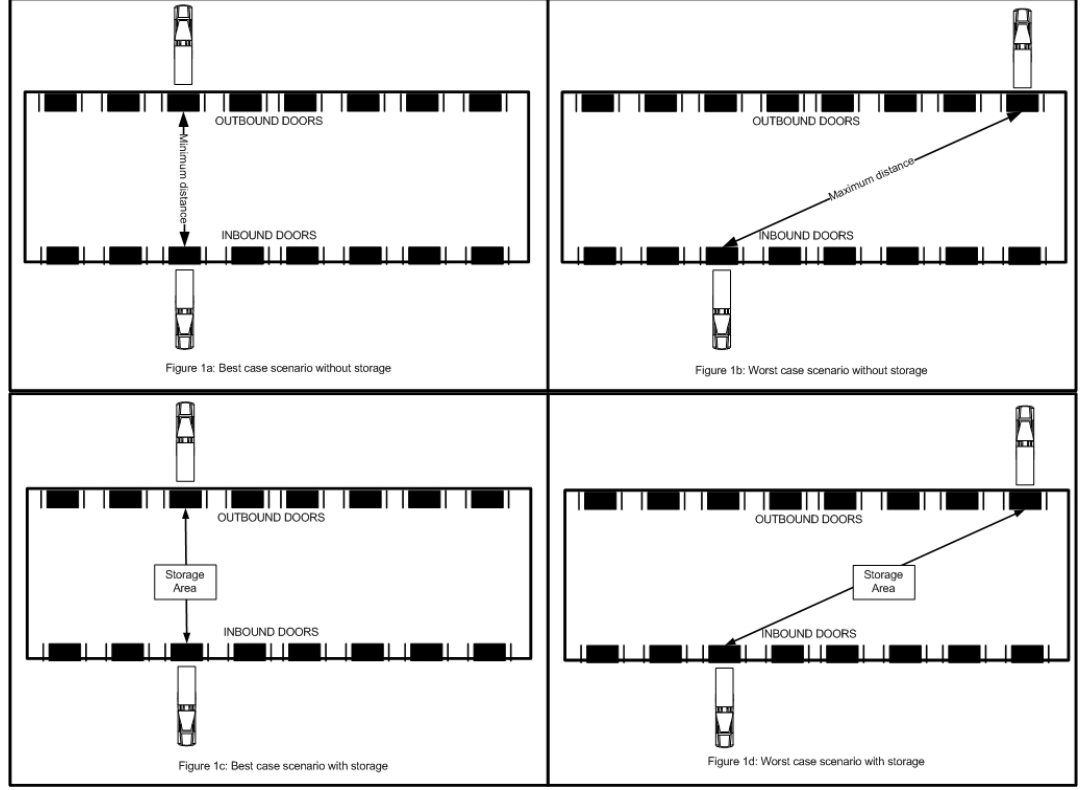 OUTBOUND DOORS
Minimum distance
INBOUND DOORS
Figure 1a: Best case scenario without storage
OUTBOUND DOORS
Maximum distance
INBOUND DOORS
Figure 1b: Worst case scenario without storage
OUTBOUND DOORS
Storage
Area
INBOUND DOORS
Figure 1c: Best case scenario with storage
OUTBOUND DOORS
Storage
Area
INBOUND DOORS
Figure 1d: Worst case scenario with storage